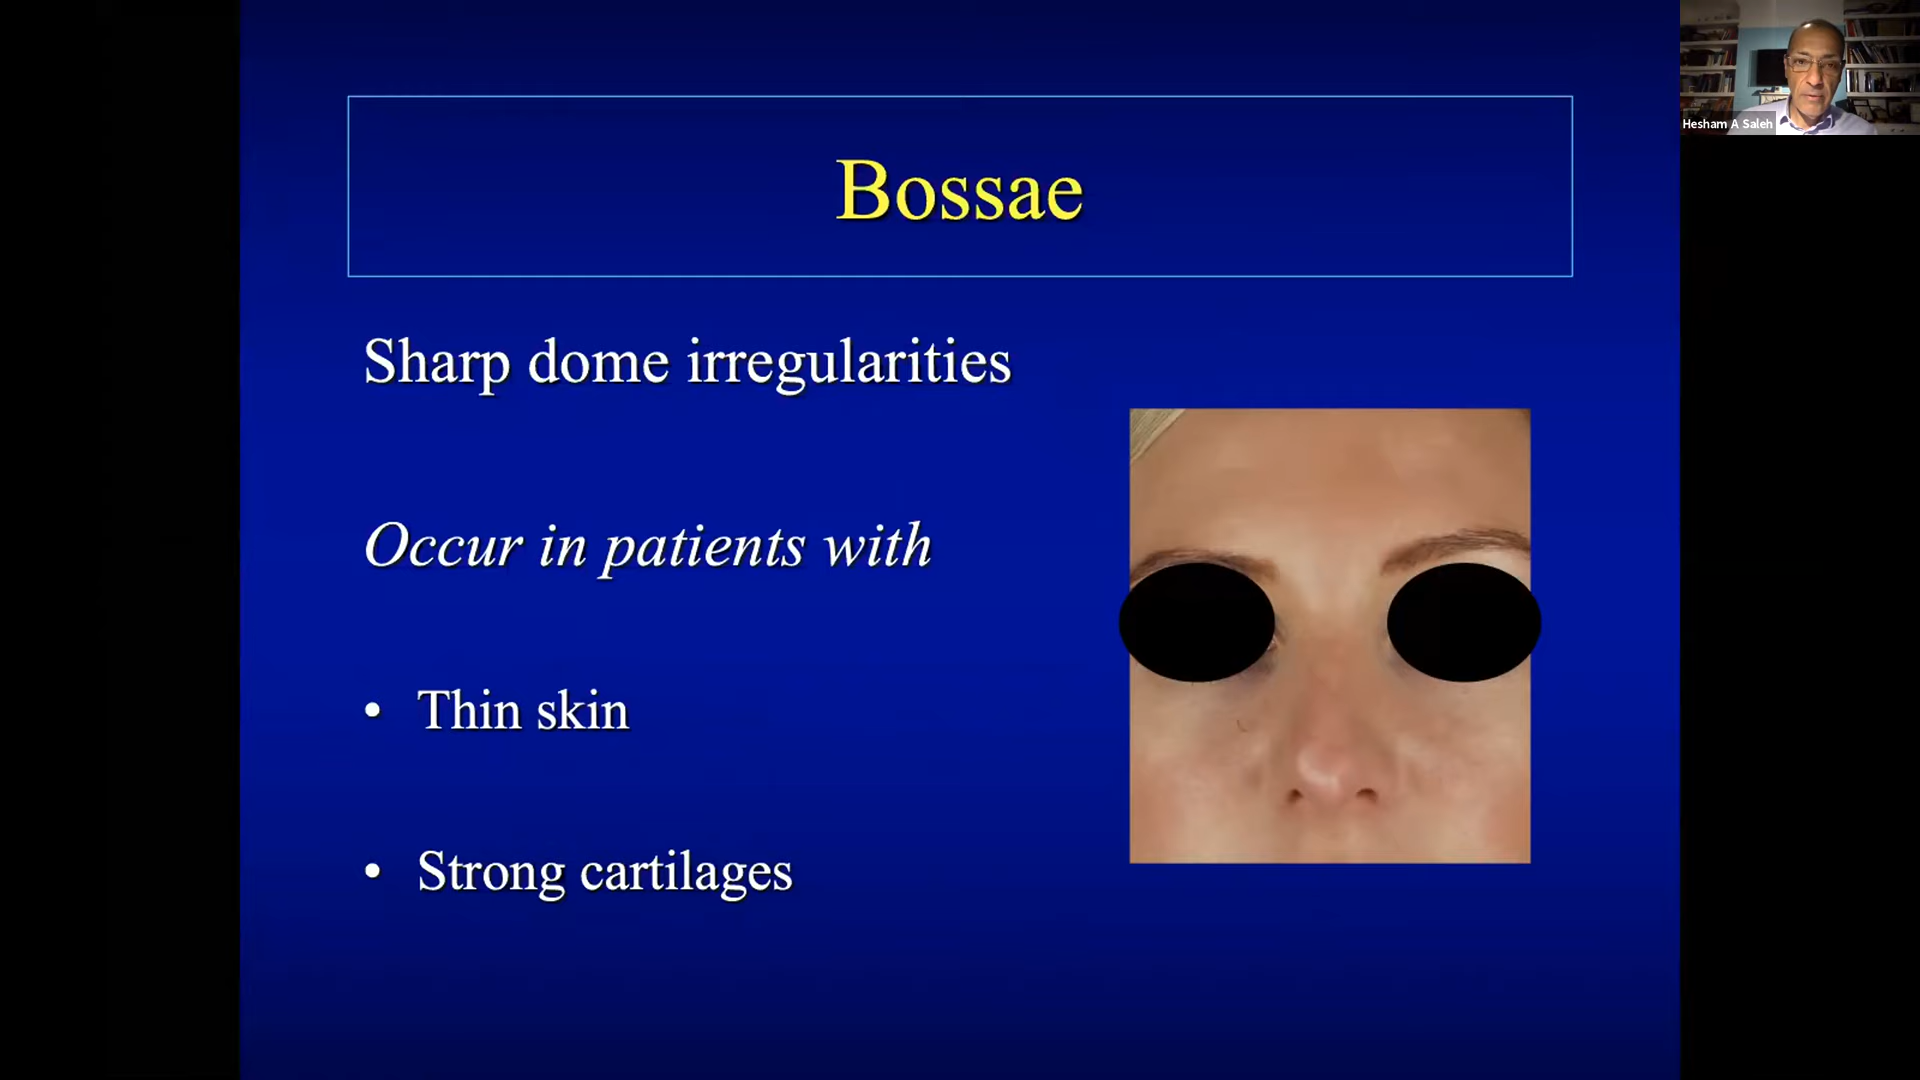 Bossae
Sharp dome irregularities
Occur in patients with
• Thin skin
• Strong cartilages
Hesham A Saleh